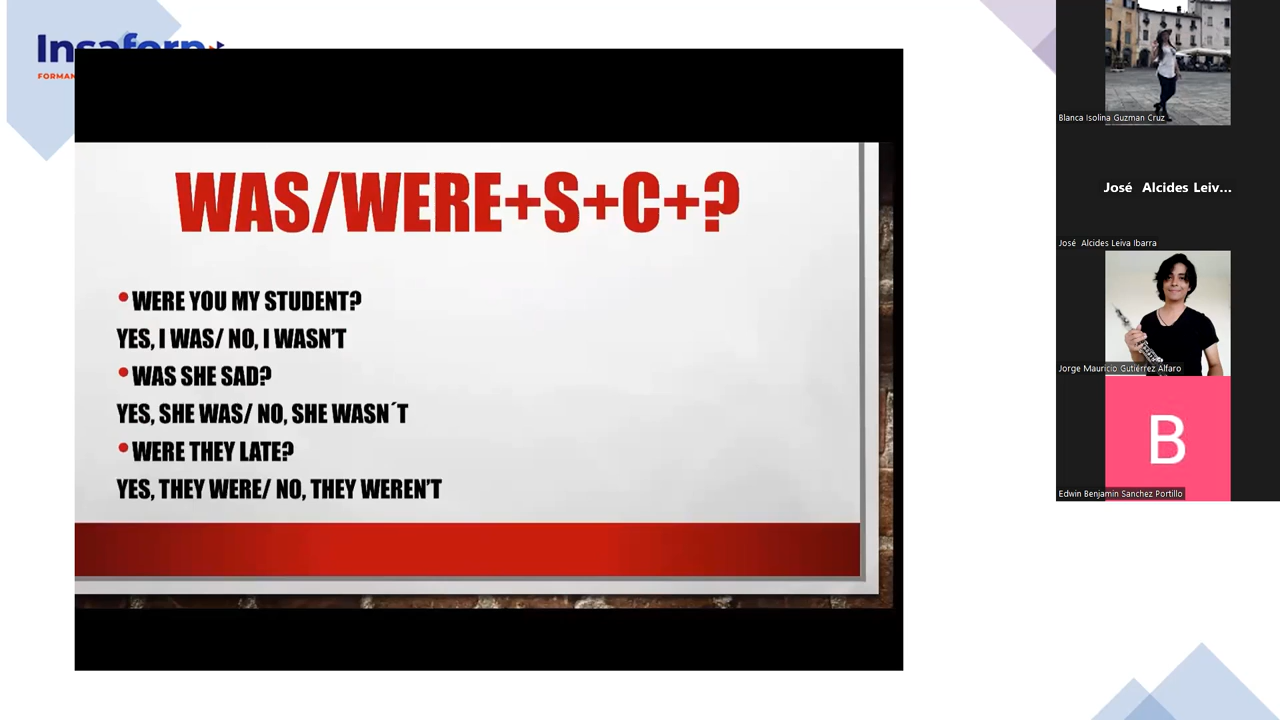 FORMAN
WAS/WERE+S+C+?
•WERE YOU MY STUDENT?
YES, I WAS/ NO, I WASN'T
•WAS SHE SAD?
YES, SHE WAS/ NO, SHE WASN´T
•WERE THEY LATE?
YES, THEY WERE/ NO, THEY WEREN'T
Blanca Isolina Guzman Cruz
José Alcides Leiv...
José Alcides Leiva Ibarra
Jorge Mauricio Gutiérrez Alfaro
B
Edwin Benjamin Sanchez Portillo